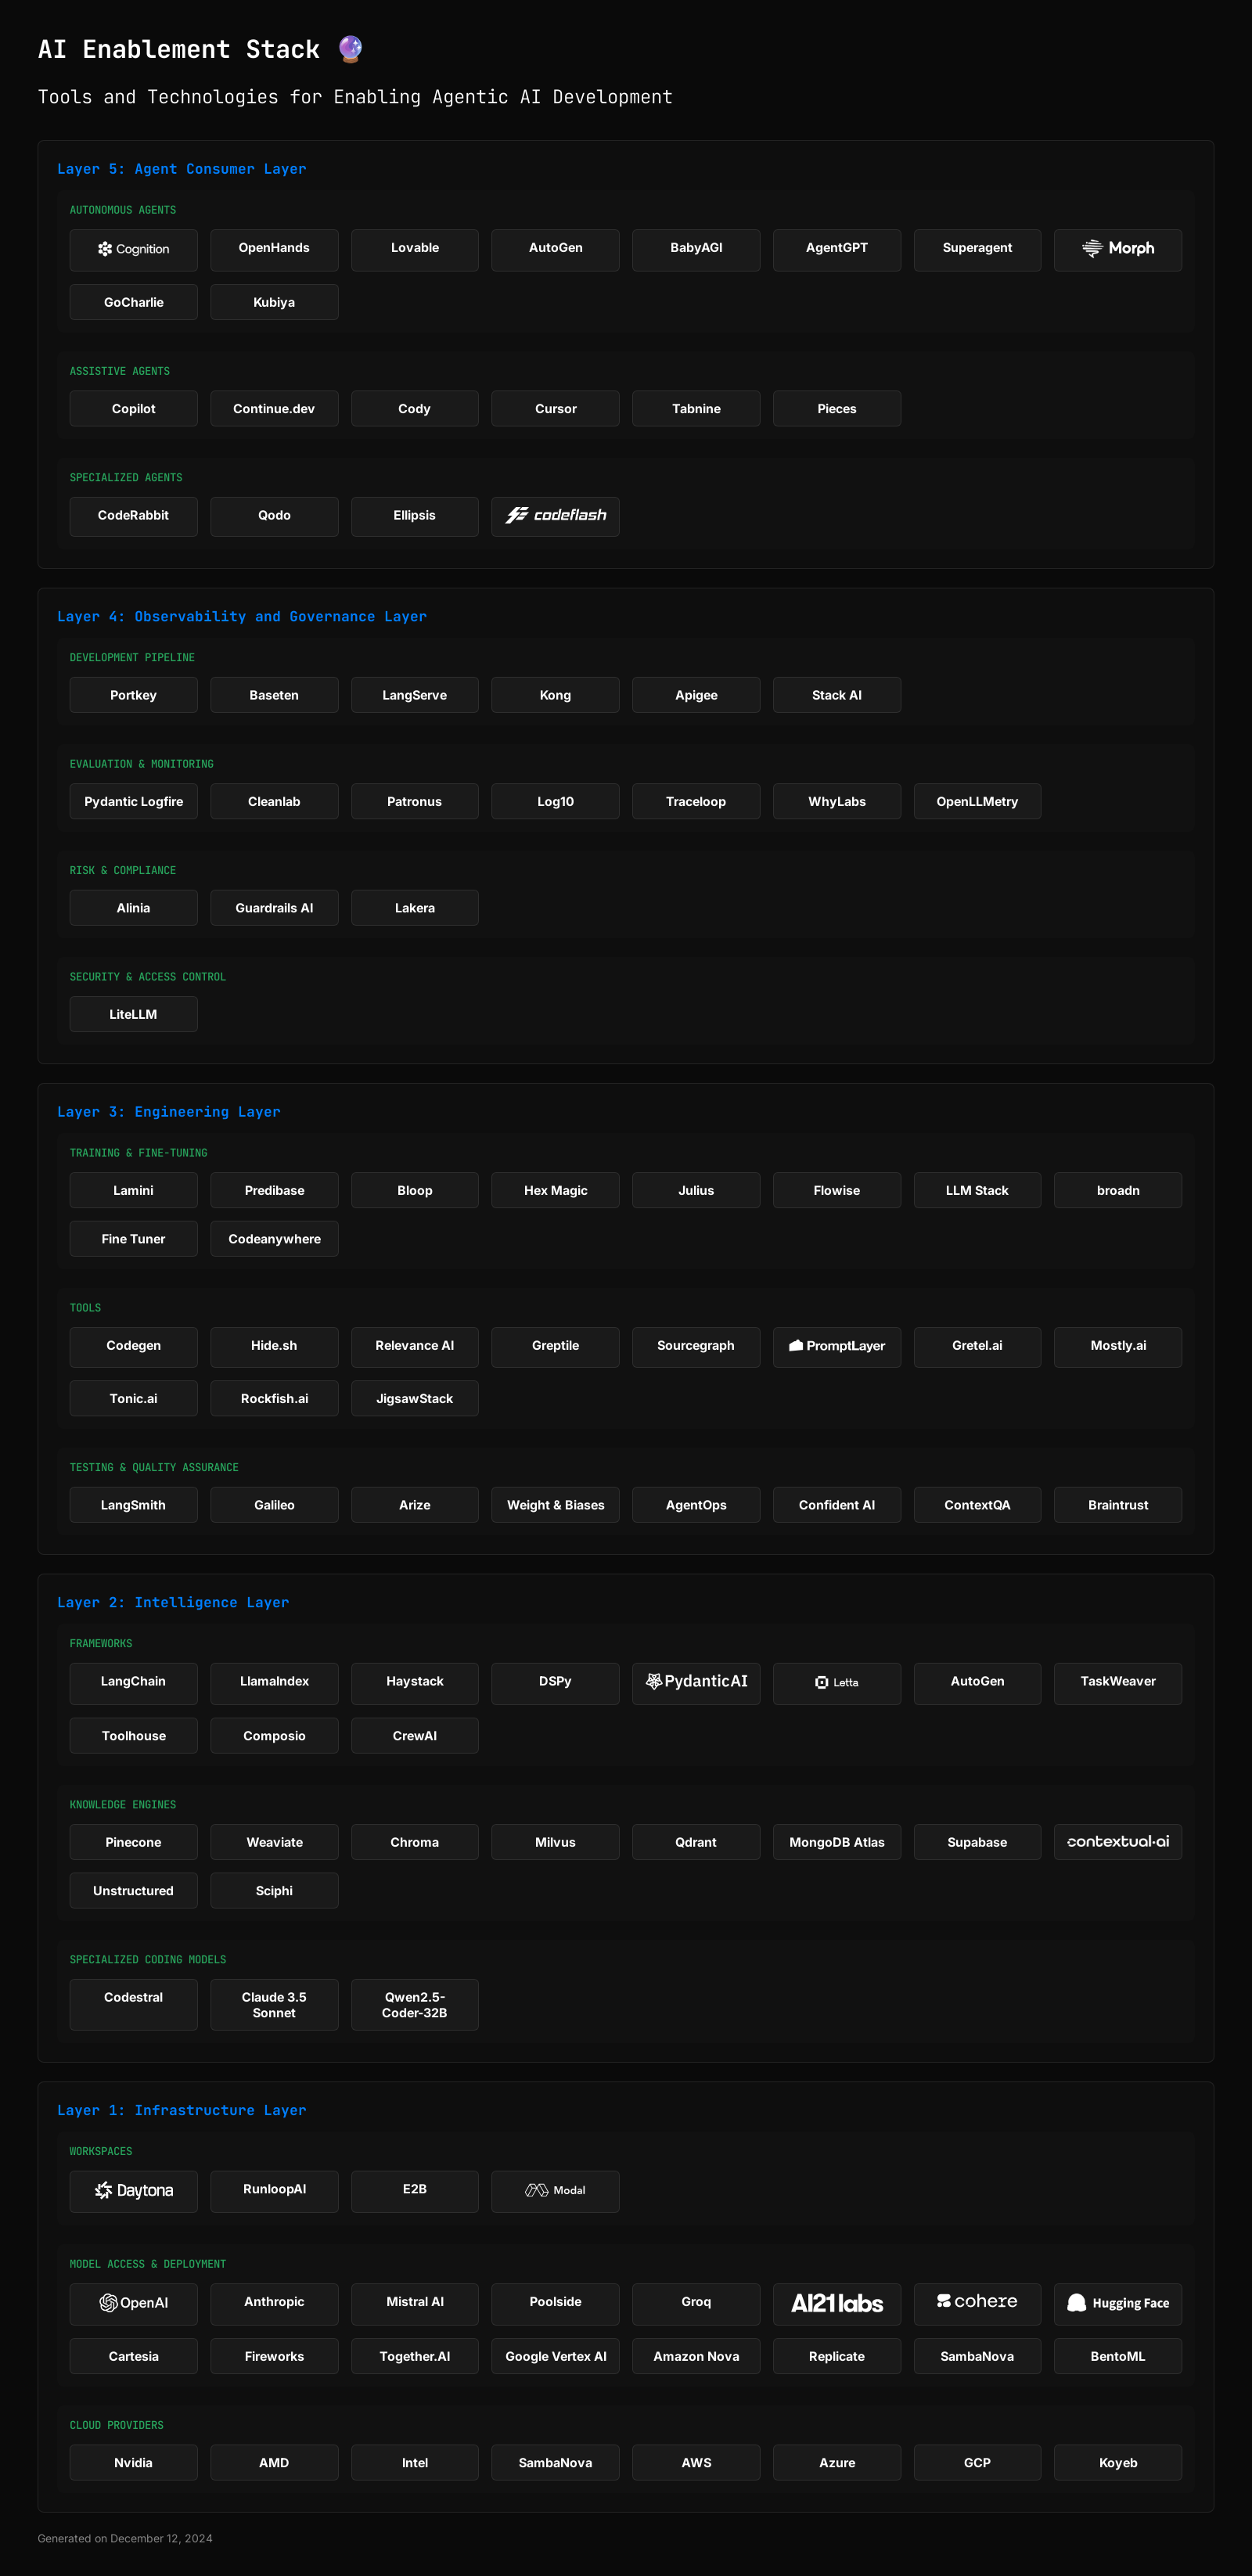 AI Enablement Stack 🔮
Tools and Technologies for Enabling Agentic AI Development
Layer 5: Agent Consumer Layer
AUTONOMOUS AGENTS
Cognition OpenHands Lovable AutoGen BabyAGI AgentGPT Superagent Morph
GoCharlie Kubiya
ASSISTIVE AGENTS
Copilot Continue.dev Cody Cursor Tabnine Pieces
SPECIALIZED AGENTS
CodeRabbit Qodo Ellipsis codeflash
Layer 4: Observability and Governance Layer
DEVELOPMENT PIPELINE
Portkey Baseten LangServe Kong Apigee Stack AI
EVALUATION & MONITORING
Pydantic Logfire Cleanlab Patronus Log10 Traceloop WhyLabs OpenLLMetry
RISK & COMPLIANCE
Alinia Guardrails AI Lakera
SECURITY & ACCESS CONTROL
LiteLLM
Layer 3: Engineering Layer
TRAINING & FINE-TUNING
Lamini Predibase Bloop Hex Magic Julius Flowise LLM Stack broadn
Fine Tuner Codeanywhere
TOOLS
Codegen Hide.sh Relevance AI Greptile Sourcegraph PromptLayer Gretel.ai Mostly.ai
Tonic.ai Rockfish.ai JigsawStack
TESTING & QUALITY ASSURANCE
LangSmith Galileo Arize Weight & Biases AgentOps Confident AI ContextQA Braintrust
Layer 2: Intelligence Layer
FRAMEWORKS
LangChain LlamaIndex Haystack DSPy PydanticAI Letta AutoGen TaskWeaver
Toolhouse Composio CrewAI
KNOWLEDGE ENGINES
Pinecone Weaviate Chroma Milvus Qdrant MongoDB Atlas Supabase contextual·ai
Unstructured Sciphi
SPECIALIZED CODING MODELS
Codestral Claude 3.5 Qwen2.5-
Sonnet Coder-32B
Layer 1: Infrastructure Layer
WORKSPACES
Daytona RunloopAI E2B Modal
MODEL ACCESS & DEPLOYMENT
OpenAI Anthropic Mistral AI Poolside Groq AI21labs cohere Hugging Face
Cartesia Fireworks Together.AI Google Vertex AI Amazon Nova Replicate SambaNova BentoML
CLOUD PROVIDERS
Nvidia AMD Intel SambaNova AWS Azure GCP Koyeb
Generated on December 12, 2024